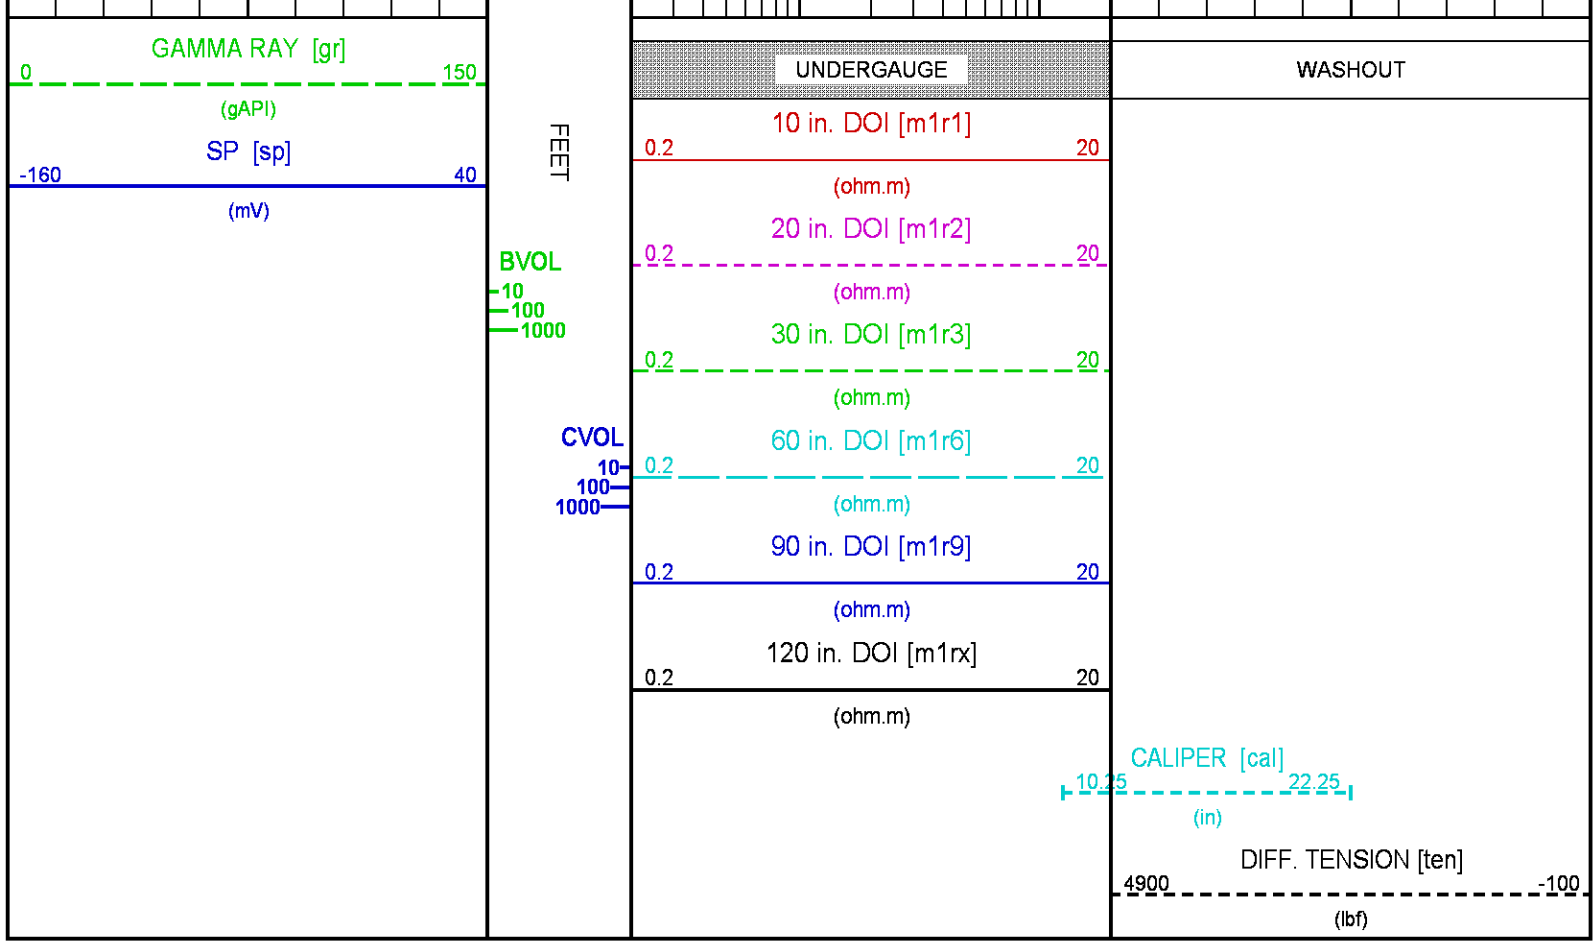 GAMMA RAY [gr]
0 150
(gAPI)
SP [sp]
-160 40
(mV)
FEET
BVOL
10
100
1000
CVOL
10
100
1000
UNDERGAUGE
10 in. DOI [m1r1]
0.2 20
(ohm.m)
20 in. DOI [m1r2]
0.2 20
(ohm.m)
30 in. DOI [m1r3]
0.2 20
(ohm.m)
60 in. DOI [m1r6]
0.2 20
(ohm.m)
90 in. DOI [m1r9]
0.2 20
(ohm.m)
120 in. DOI [m1rx]
0.2 20
(ohm.m)
WASHOUT
CALIPER [cal]
10.25 22.25
(in)
DIFF. TENSION [ten]
4900 -100
(lbf)